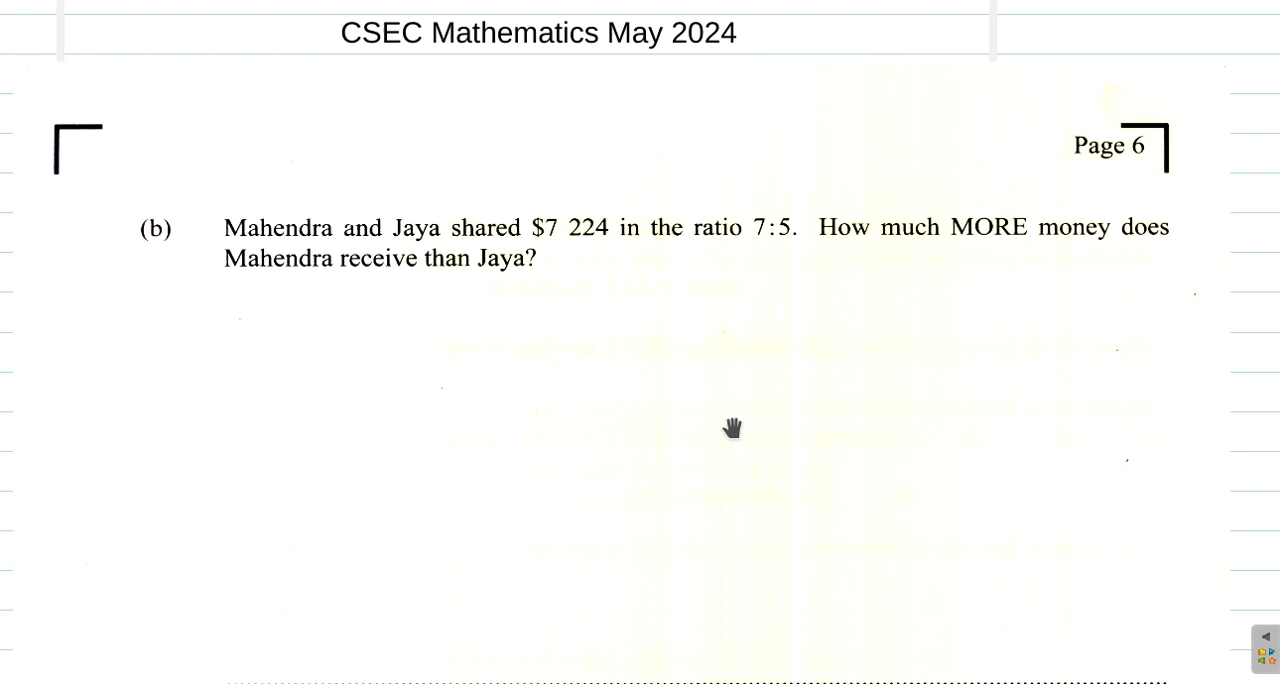 CSEC Mathematics May 2024
Page 6
(b) Mahendra and Jaya shared $7 224 in the ratio 7:5. How much MORE money does
Mahendra receive than Jaya?